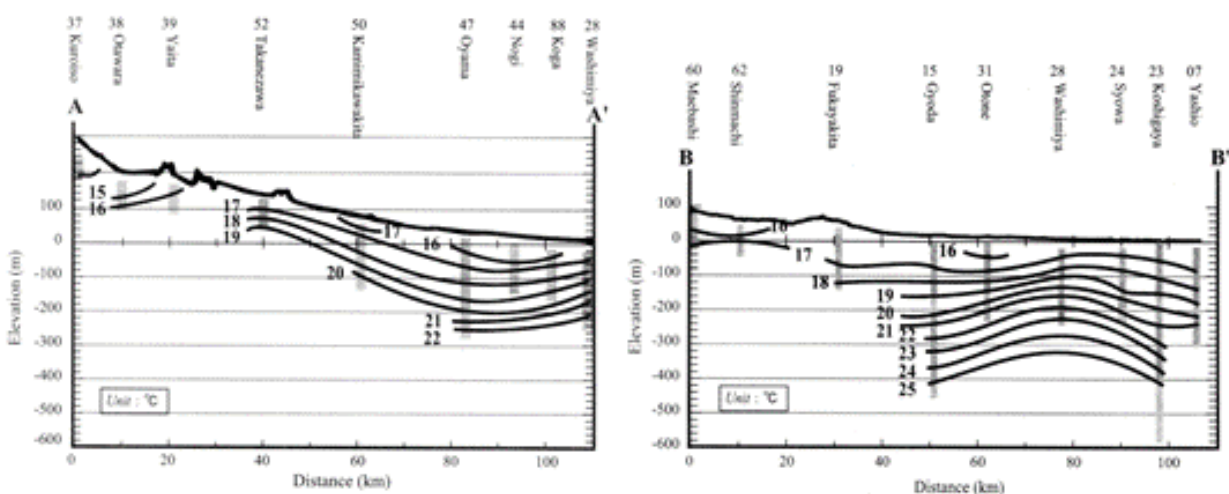 37 38 39 52 50 47 44 88 28
Kuroiso
Otawara
Yaita
Takanezawa
Kamimikawakita
Oyama
Nogi
Koga
Washimiya
A A'
15
16
17
18
19
20
17
16
21
22
100
0
-100
-200
-300
-400
-500
-600
Elevation (m)
Unit : °C
0 20 40 60 80 100
Distance (km)
60 62 19 15 31 28 24 23 07
Maebashi
Shinmachi
Fukayakita
Gyoda
Otone
Washimiya
Syowa
Koshigaya
Yashio
B B'
16
17
18
16
19
20
21
22
23
24
25
100
0
-100
-200
-300
-400
-500
-600
Elevation (m)
Unit : °C
0 20 40 60 80 100
Distance (km)